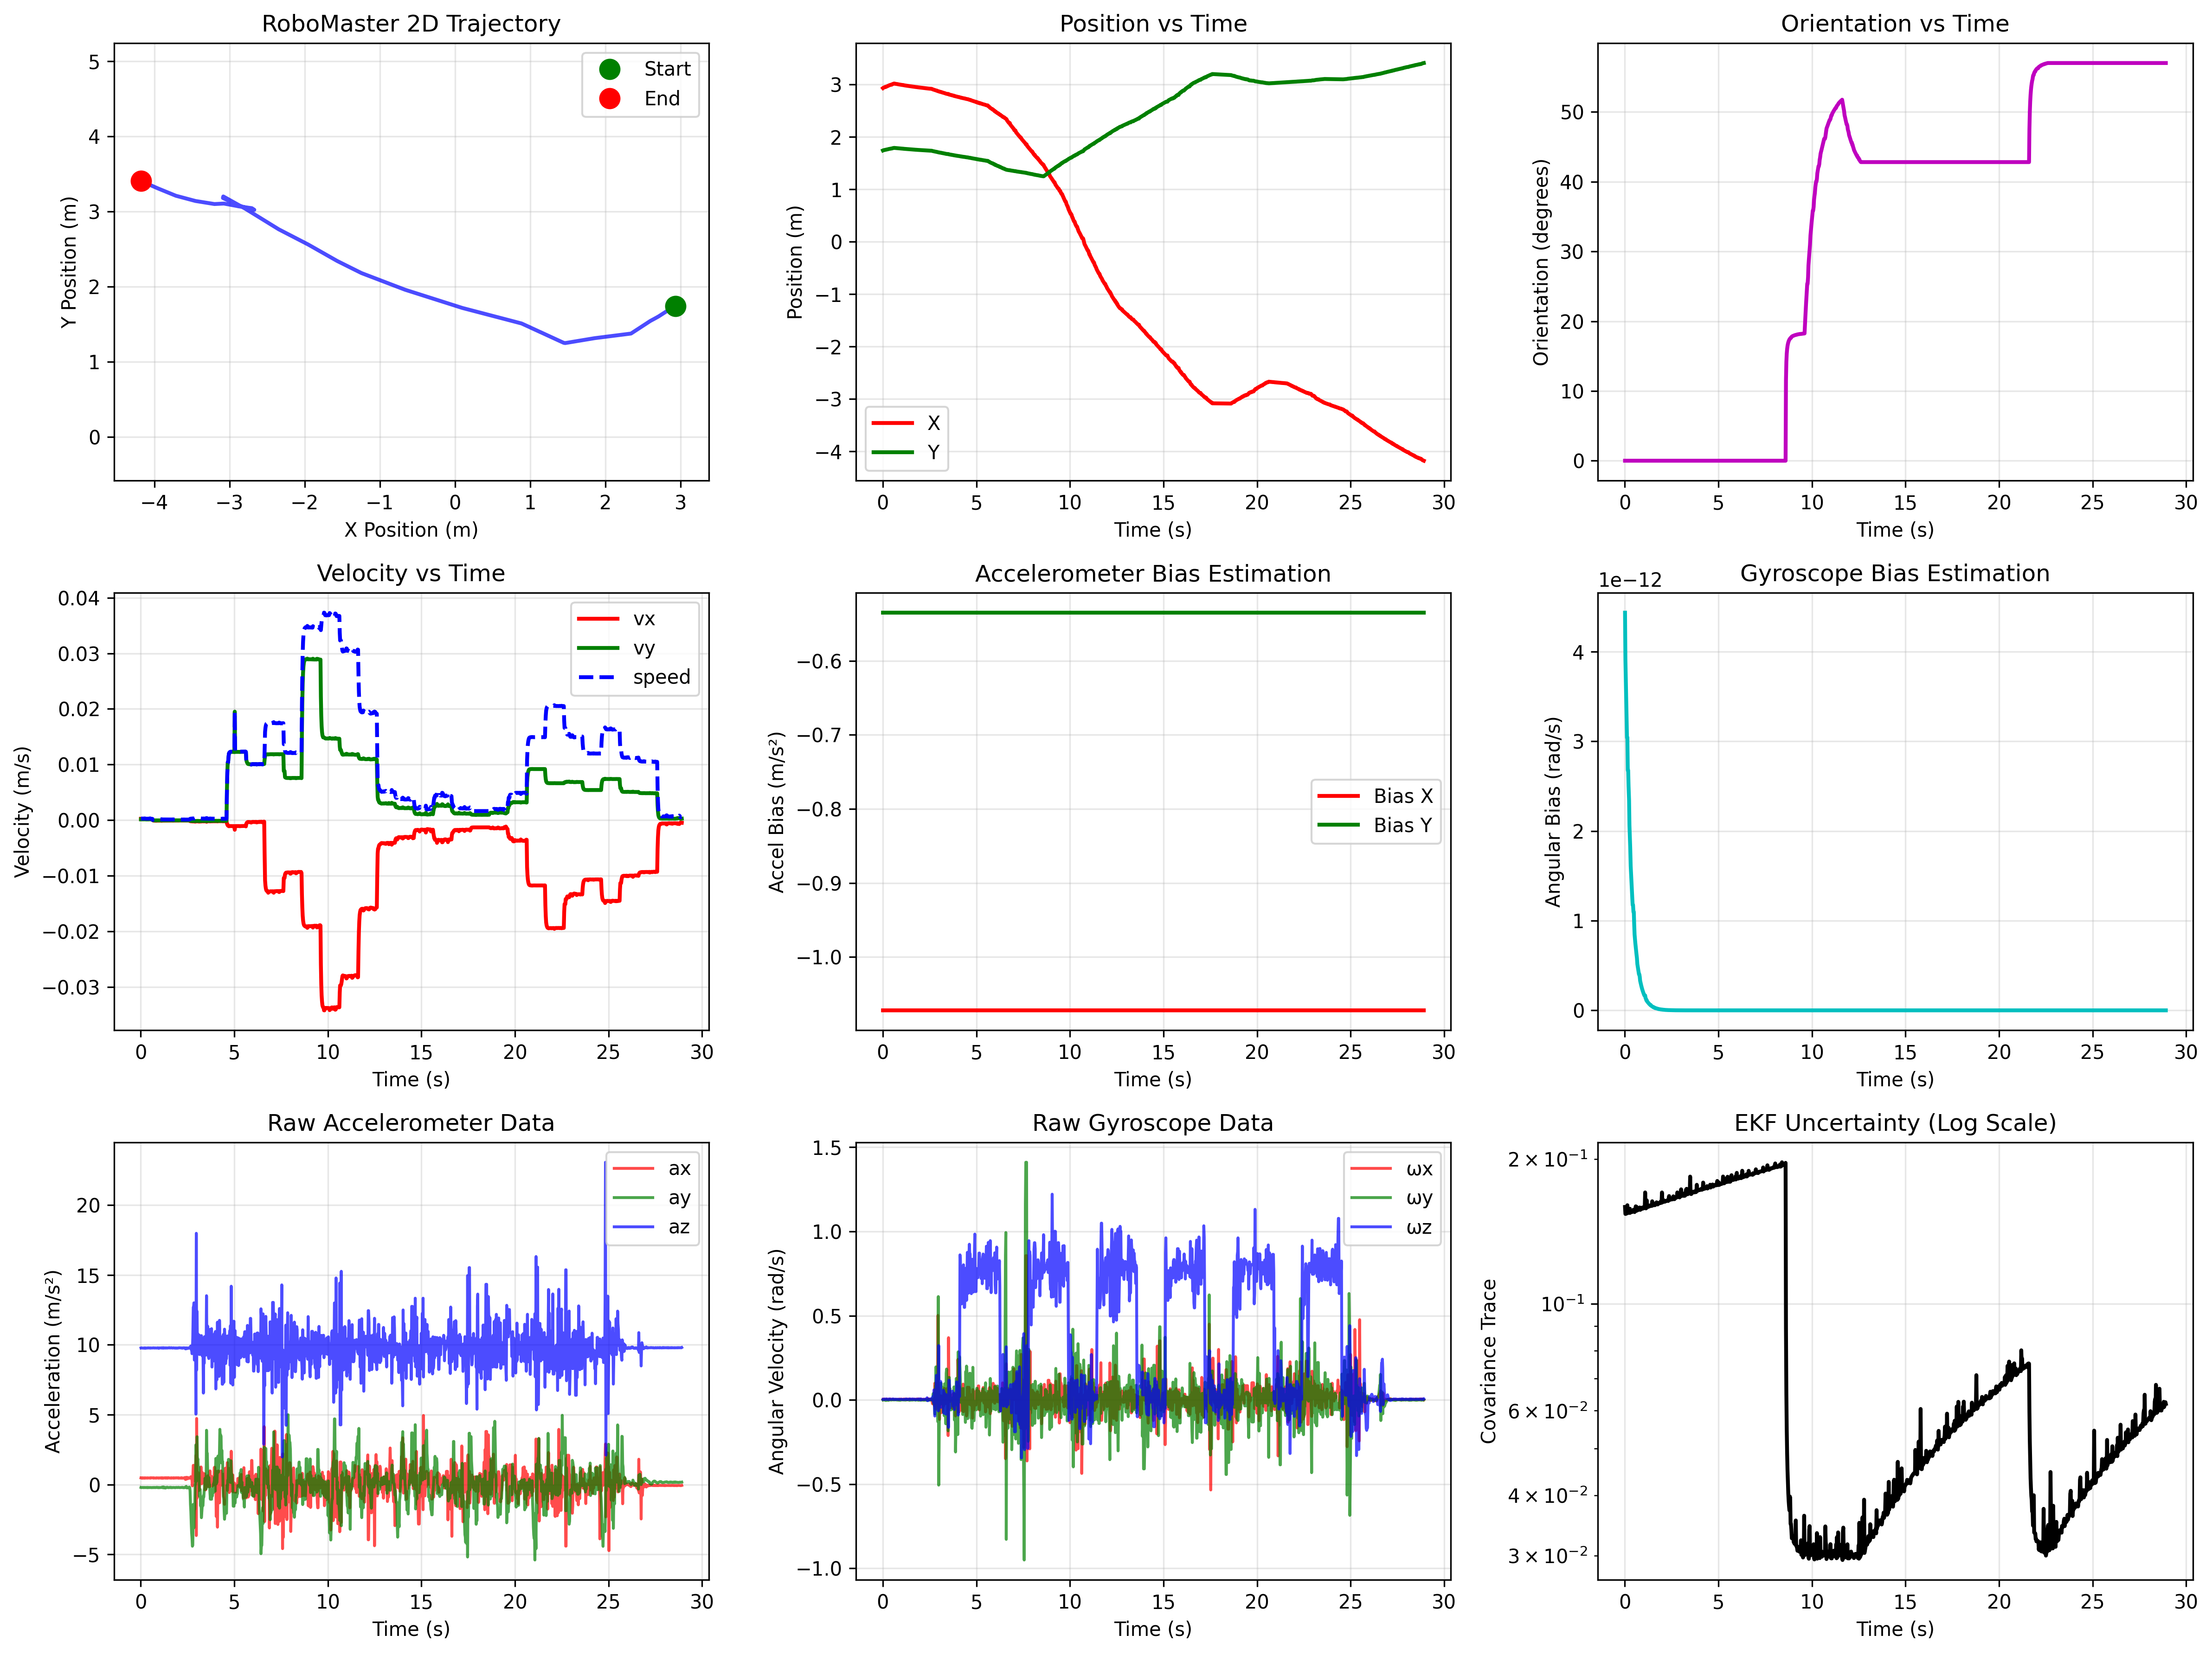 RoboMaster 2D Trajectory
Y Position (m)
5
4
3
2
1
0
−4 −3 −2 −1 0 1 2 3
X Position (m)
Start
End
Position vs Time
Position (m)
3
2
1
0
−1
−2
−3
−4
0 5 10 15 20 25 30
Time (s)
X
Y
Orientation vs Time
Orientation (degrees)
50
40
30
20
10
0
0 5 10 15 20 25 30
Time (s)
Velocity vs Time
Velocity (m/s)
0.04
0.03
0.02
0.01
0.00
−0.01
−0.02
−0.03
0 5 10 15 20 25 30
Time (s)
vx
vy
speed
Accelerometer Bias Estimation
Accel Bias (m/s²)
−0.6
−0.7
−0.8
−0.9
−1.0
0 5 10 15 20 25 30
Time (s)
Bias X
Bias Y
Gyroscope Bias Estimation
1e−12
Angular Bias (rad/s)
4
3
2
1
0
0 5 10 15 20 25 30
Time (s)
Raw Accelerometer Data
Acceleration (m/s²)
20
15
10
5
0
−5
0 5 10 15 20 25 30
Time (s)
ax
ay
az
Raw Gyroscope Data
Angular Velocity (rad/s)
1.5
1.0
0.5
0.0
−0.5
−1.0
0 5 10 15 20 25 30
Time (s)
ωx
ωy
ωz
EKF Uncertainty (Log Scale)
Covariance Trace
2 × 10⁻¹
10⁻¹
6 × 10⁻²
4 × 10⁻²
3 × 10⁻²
0 5 10 15 20 25 30
Time (s)